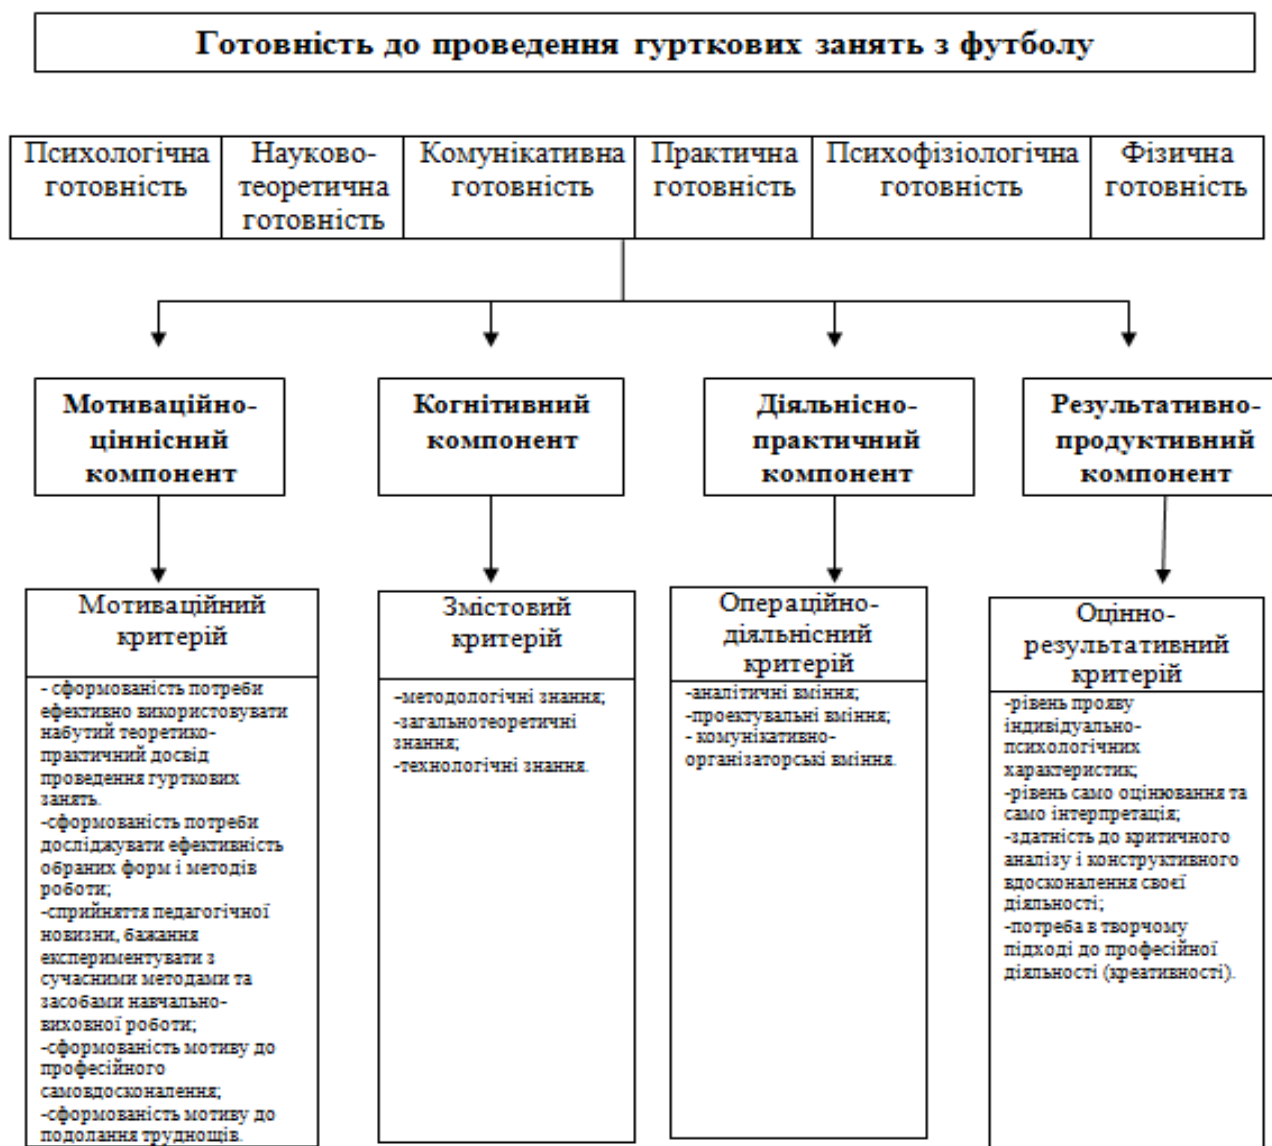 Готовність до проведення гурткових занять з футболу
Психологічна
готовність
Науково-
теоретична
готовність
Комунікативна
готовність
Практична
готовність
Психофізіологічна
готовність
Фізична
готовність
Мотиваційно-
ціннісний
компонент
Когнітивний
компонент
Діяльнісно-
практичний
компонент
Результативно-
продуктивний
компонент
Мотиваційний
критерій
- сформованість потреби
ефективно використовувати
набутий теоретико-
практичний досвід
проведення гурткових
занять.
-сформованість потреби
досліджувати ефективність
обраних форм і методів
роботи;
-сприйняття педагогічної
новизни, бажання
експериментувати з
сучасними методами та
засобами навчально-
виховної роботи;
-сформованість мотиву до
професійного
самовдосконалення;
-сформованість мотиву до
подолання труднощів.
Змістовий
критерій
-методологічні знання;
-загальнотеоретичні
знання;
-технологічні знання.
Операційно-
діяльнісний
критерій
-аналітичні вміння;
-проектувальні вміння;
- комунікативно-
організаторські вміння.
Оцінно-
результативний
критерій
-рівень прояву
індивідуально-
психологічних
характеристик;
-рівень само оцінювання та
само інтерпретація;
-здатність до критичного
аналізу і конструктивного
вдосконалення своєї
діяльності;
-потреба в творчому
підході до професійної
діяльності (креативності).